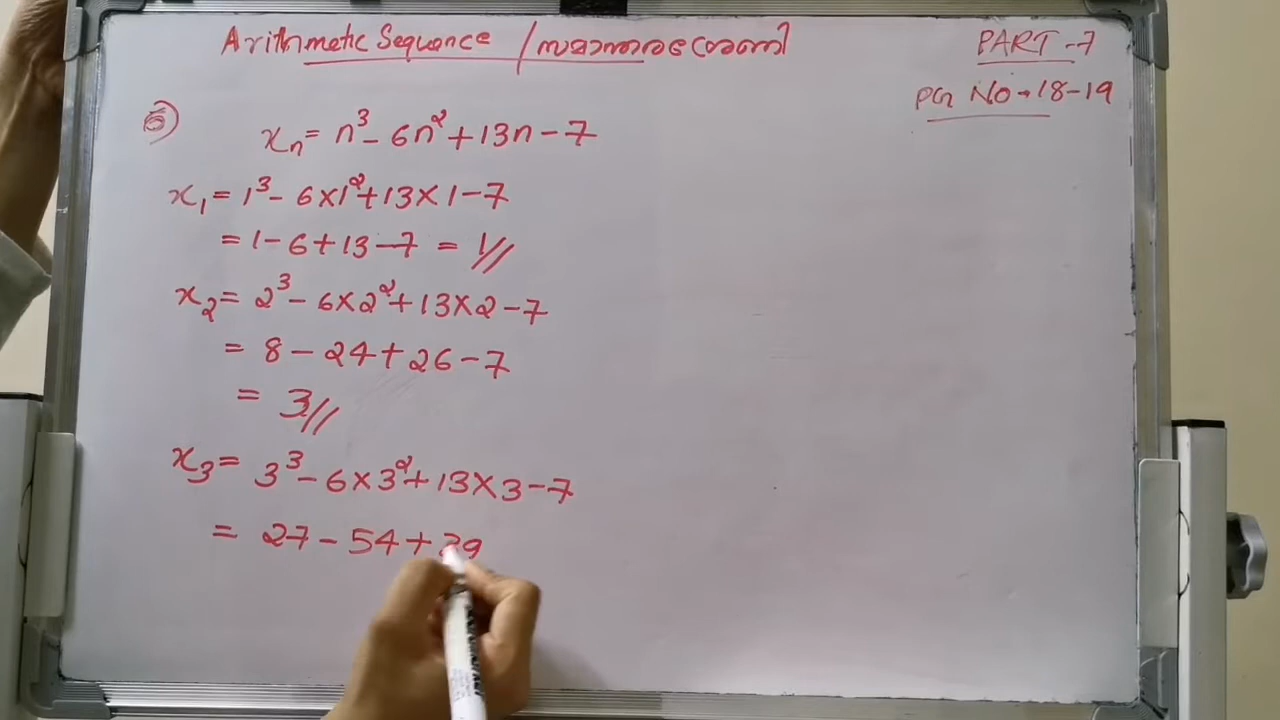 Arithmetic Sequence / സമാന്തരശ്രേണി
PART-7
PG NO-18-19
5)
xₙ = n³ - 6n² + 13n - 7
x₁ = 1³ - 6×1² + 13×1 - 7
= 1 - 6 + 13 - 7 = 1//
x₂ = 2³ - 6×2² + 13×2 - 7
= 8 - 24 + 26 - 7
= 3//
x₃ = 3³ - 6×3² + 13×3 - 7
= 27 - 54 + 39